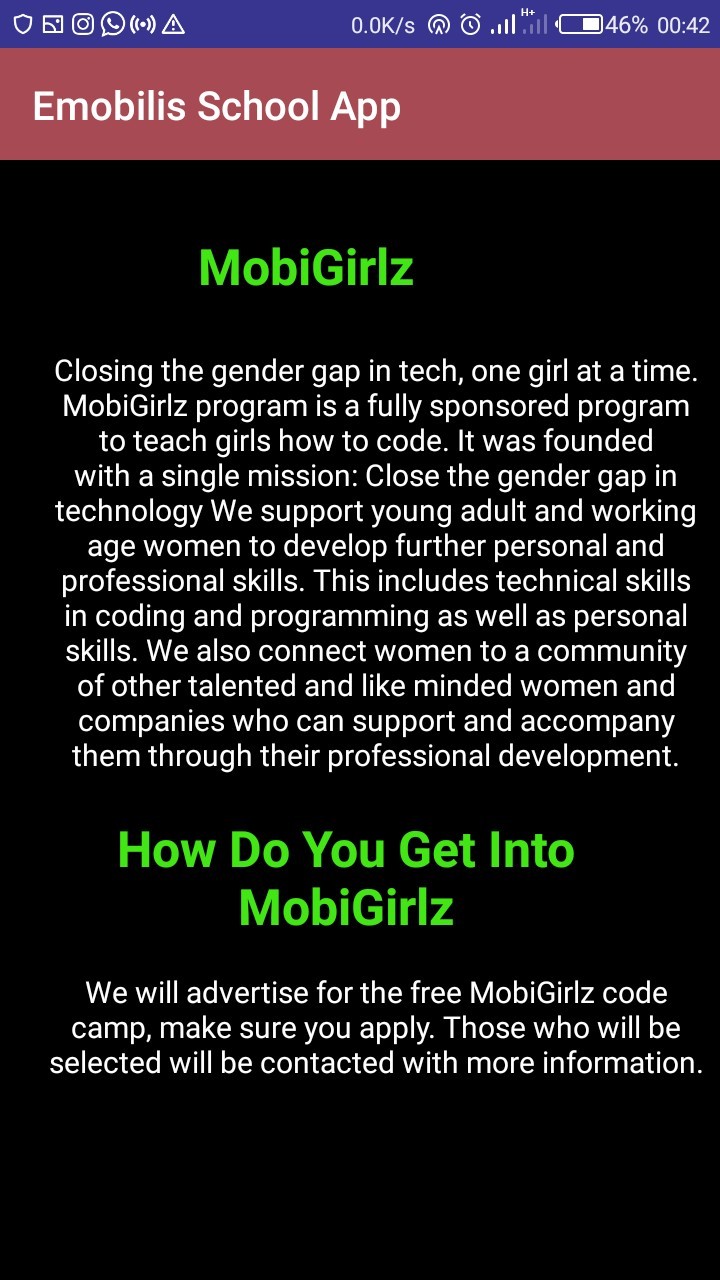 0.0K/s H+ 46% 00:42
Emobilis School App
MobiGirlz
Closing the gender gap in tech, one girl at a time.
MobiGirlz program is a fully sponsored program
to teach girls how to code. It was founded
with a single mission: Close the gender gap in
technology We support young adult and working
age women to develop further personal and
professional skills. This includes technical skills
in coding and programming as well as personal
skills. We also connect women to a community
of other talented and like minded women and
companies who can support and accompany
them through their professional development.
How Do You Get Into
MobiGirlz
We will advertise for the free MobiGirlz code
camp, make sure you apply. Those who will be
selected will be contacted with more information.